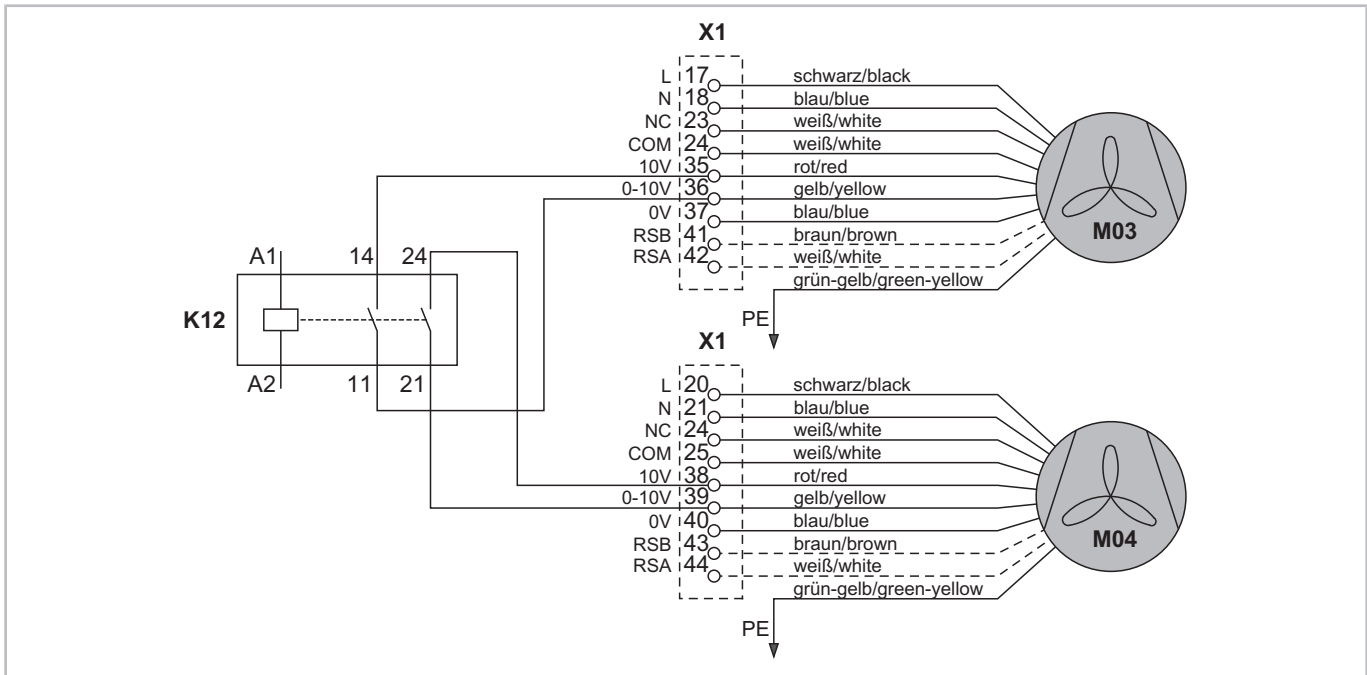 X1
L 17 schwarz/black
N 18 blau/blue
NC 23 weiß/white
COM 24 weiß/white
10V 35 rot/red
0-10V 36 gelb/yellow
0V 37 blau/blue
RSB 41 braun/brown
RSA 42 weiß/white
grün-gelb/green-yellow
PE
M03
A1 14 24
K12
A2 11 21
X1
L 20 schwarz/black
N 21 blau/blue
NC 24 weiß/white
COM 25 weiß/white
10V 38 rot/red
0-10V 39 gelb/yellow
0V 40 blau/blue
RSB 43 braun/brown
RSA 44 weiß/white
grün-gelb/green-yellow
PE
M04